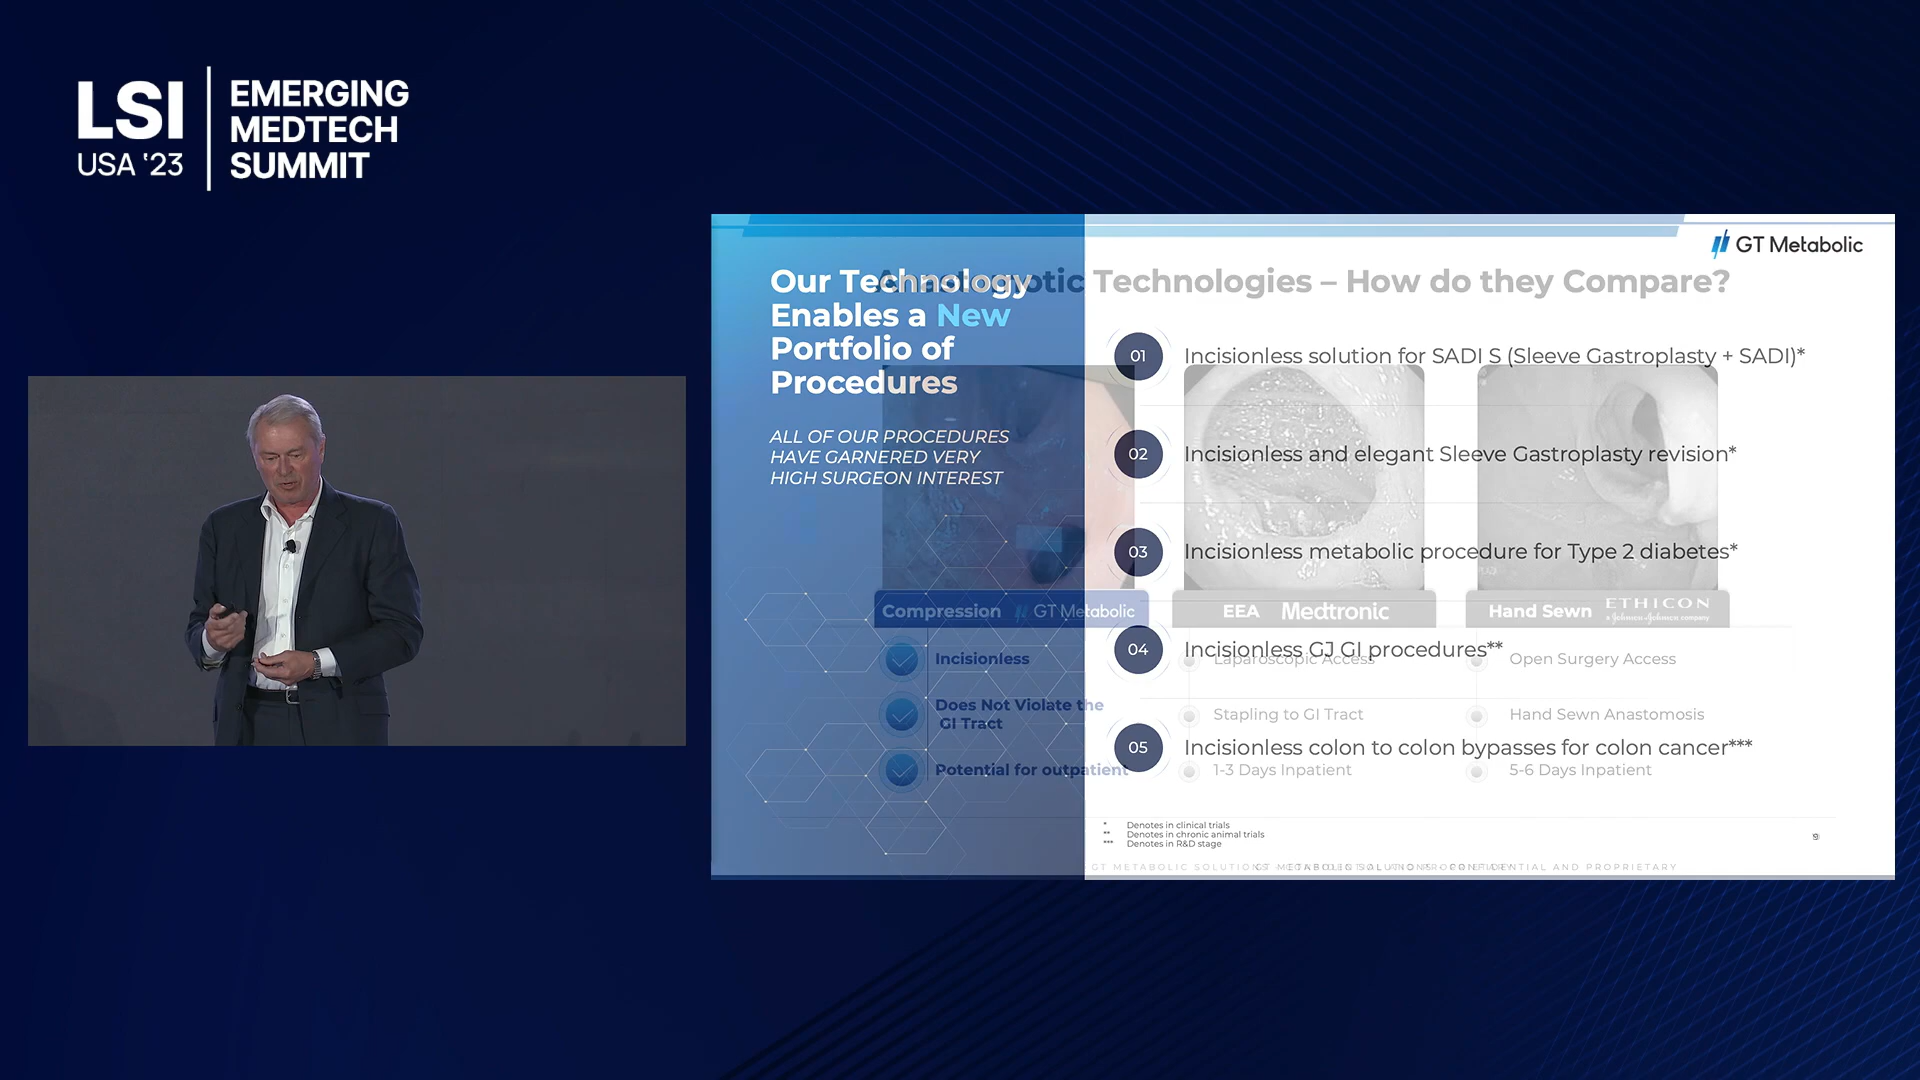 LSI
USA '23
EMERGING
MEDTECH
SUMMIT
GT Metabolic
Our Technology
Enables a New
Portfolio of
Procedures
ALL OF OUR PROCEDURES
HAVE GARNERED VERY
HIGH SURGEON INTEREST
Technologies – How do they Compare?
01 Incisionless solution for SADI S (Sleeve Gastroplasty + SADI)*
02 Incisionless and elegant Sleeve Gastroplasty revision*
03 Incisionless metabolic procedure for Type 2 diabetes*
04 Incisionless GJ GI procedures**
05 Incisionless colon to colon bypasses for colon cancer***
Compression GT Metabolic
Incisionless
Does Not Violate the
GI Tract
Potential for outpatient
EEA Medtronic
Laparoscopic Access
Stapling to GI Tract
1-3 Days Inpatient
Hand Sewn ETHICON
a Johnson & Johnson company
Open Surgery Access
Hand Sewn Anastomosis
5-6 Days Inpatient
* Denotes in clinical trials
** Denotes in chronic animal trials
*** Denotes in R&D stage